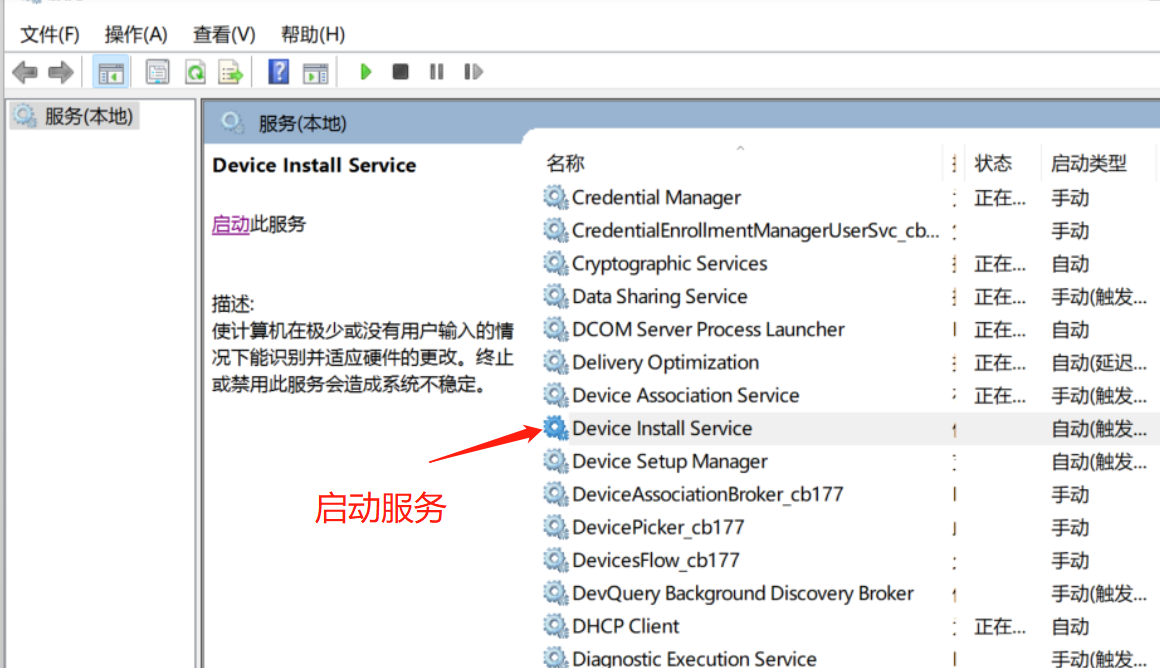 文件(F) 操作(A) 查看(V) 帮助(H)
服务(本地)
服务(本地)
Device Install Service
启动此服务
描述:
使计算机在极少或没有用户输入的情
况下能识别并适应硬件的更改。终止
或禁用此服务会造成系统不稳定。
启动服务
名称 状态 启动类型
Credential Manager 正在... 手动
CredentialEnrollmentManagerUserSvc_cb... 手动
Cryptographic Services 正在... 自动
Data Sharing Service 正在... 手动(触发...
DCOM Server Process Launcher 正在... 自动
Delivery Optimization 正在... 自动(延迟...
Device Association Service 正在... 手动(触发...
Device Install Service 自动(触发...
Device Setup Manager 自动(触发...
DeviceAssociationBroker_cb177 手动
DevicePicker_cb177 手动
DevicesFlow_cb177 手动
DevQuery Background Discovery Broker 手动(触发...
DHCP Client 正在... 自动
Diagnostic Execution Service 手动(触发...